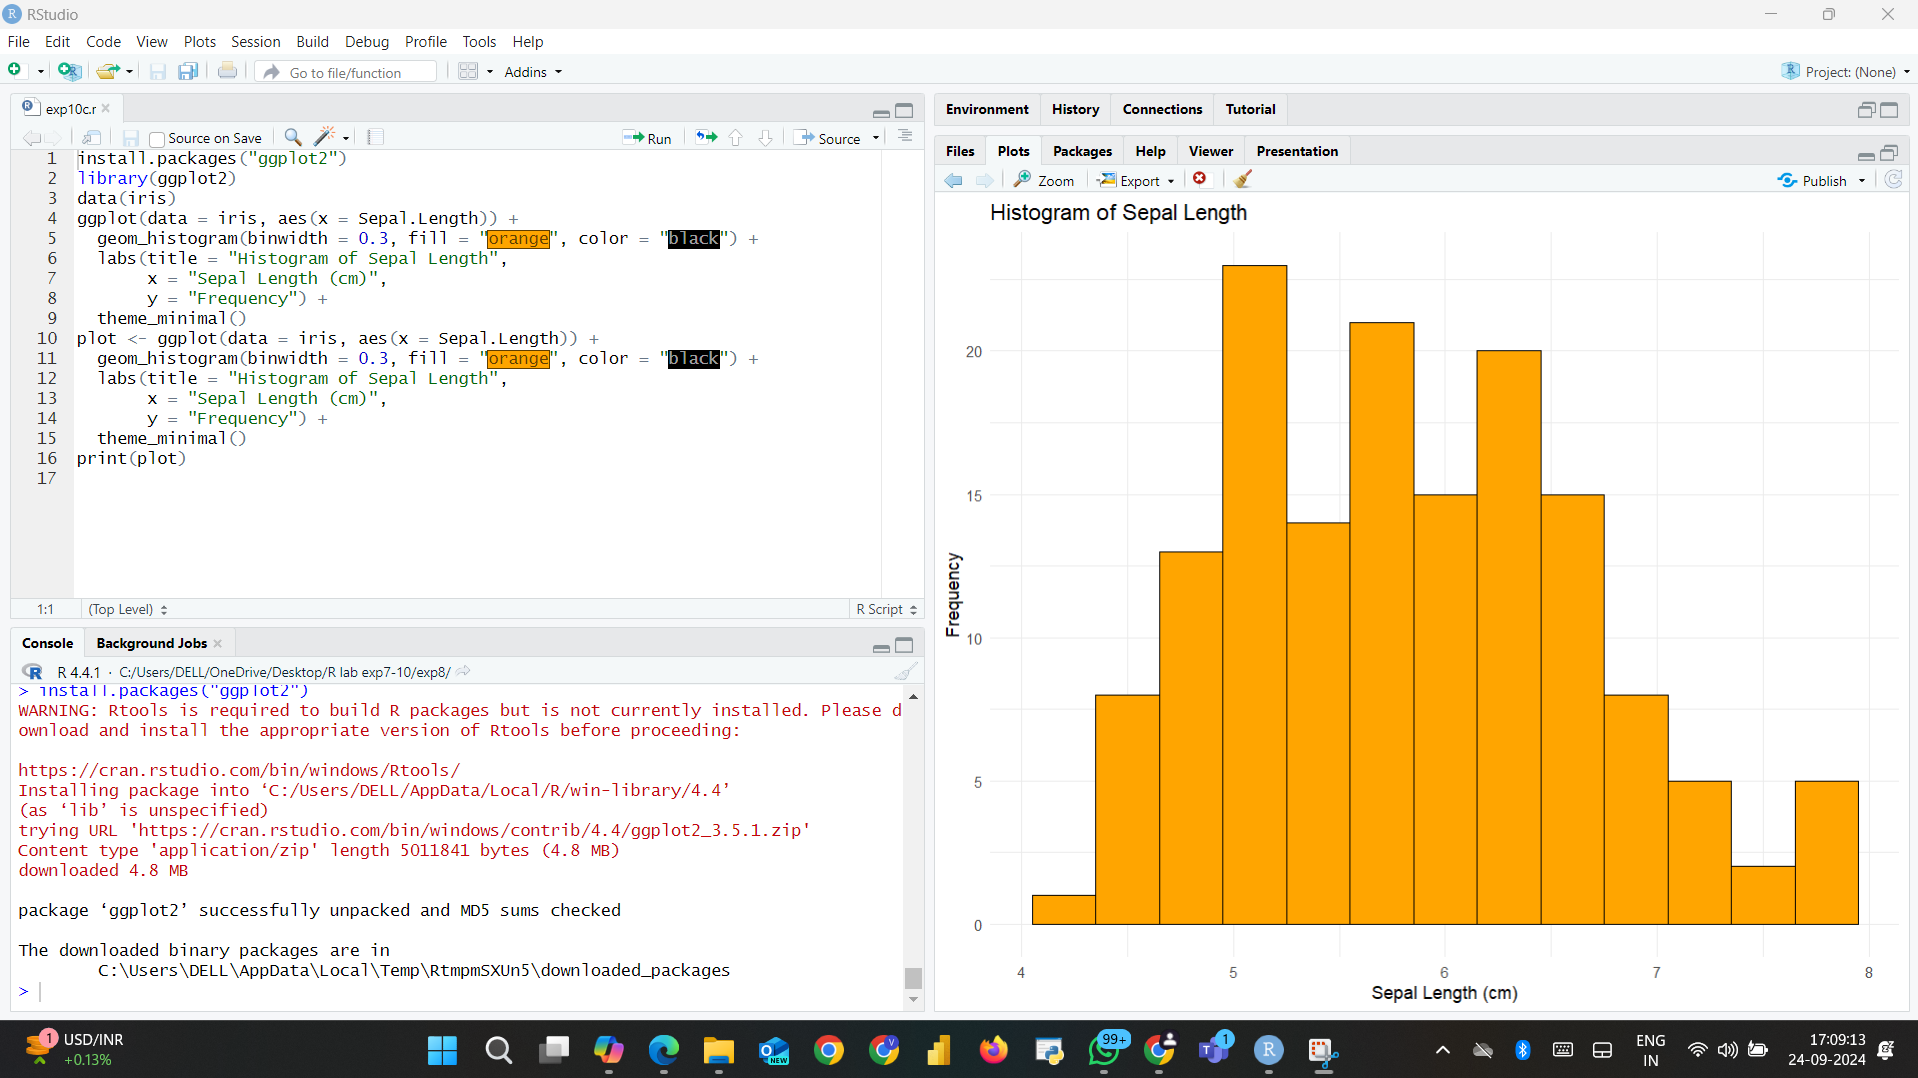 RStudio
File Edit Code View Plots Session Build Debug Profile Tools Help
Go to file/function Addins Project: (None)
exp10c.r
Source on Save Run Source
1 install.packages("ggplot2")
2 library(ggplot2)
3 data(iris)
4 ggplot(data = iris, aes(x = Sepal.Length)) +
5 geom_histogram(binwidth = 0.3, fill = "orange", color = "black") +
6 labs(title = "Histogram of Sepal Length",
7 x = "Sepal Length (cm)",
8 y = "Frequency") +
9 theme_minimal()
10 plot <- ggplot(data = iris, aes(x = Sepal.Length)) +
11 geom_histogram(binwidth = 0.3, fill = "orange", color = "black") +
12 labs(title = "Histogram of Sepal Length",
13 x = "Sepal Length (cm)",
14 y = "Frequency") +
15 theme_minimal()
16 print(plot)
17
1:1 (Top Level) R Script
Console Background Jobs
R 4.4.1 · C:/Users/DELL/OneDrive/Desktop/R lab exp7-10/exp8/
> install.packages("ggplot2")
WARNING: Rtools is required to build R packages but is not currently installed. Please d
ownload and install the appropriate version of Rtools before proceeding:
https://cran.rstudio.com/bin/windows/Rtools/
Installing package into ‘C:/Users/DELL/AppData/Local/R/win-library/4.4’
(as ‘lib’ is unspecified)
trying URL 'https://cran.rstudio.com/bin/windows/contrib/4.4/ggplot2_3.5.1.zip'
Content type 'application/zip' length 5011841 bytes (4.8 MB)
downloaded 4.8 MB
package ‘ggplot2’ successfully unpacked and MD5 sums checked
The downloaded binary packages are in
C:\Users\DELL\AppData\Local\Temp\RtmpmSXUn5\downloaded_packages
>
Environment History Connections Tutorial
Files Plots Packages Help Viewer Presentation
Zoom Export Publish
Histogram of Sepal Length
20
15
10
5
0
Frequency
4 5 6 7 8
Sepal Length (cm)
1 USD/INR
+0.13%
NEW
V
99+
1
R
ENG
IN
17:09:13
24-09-2024